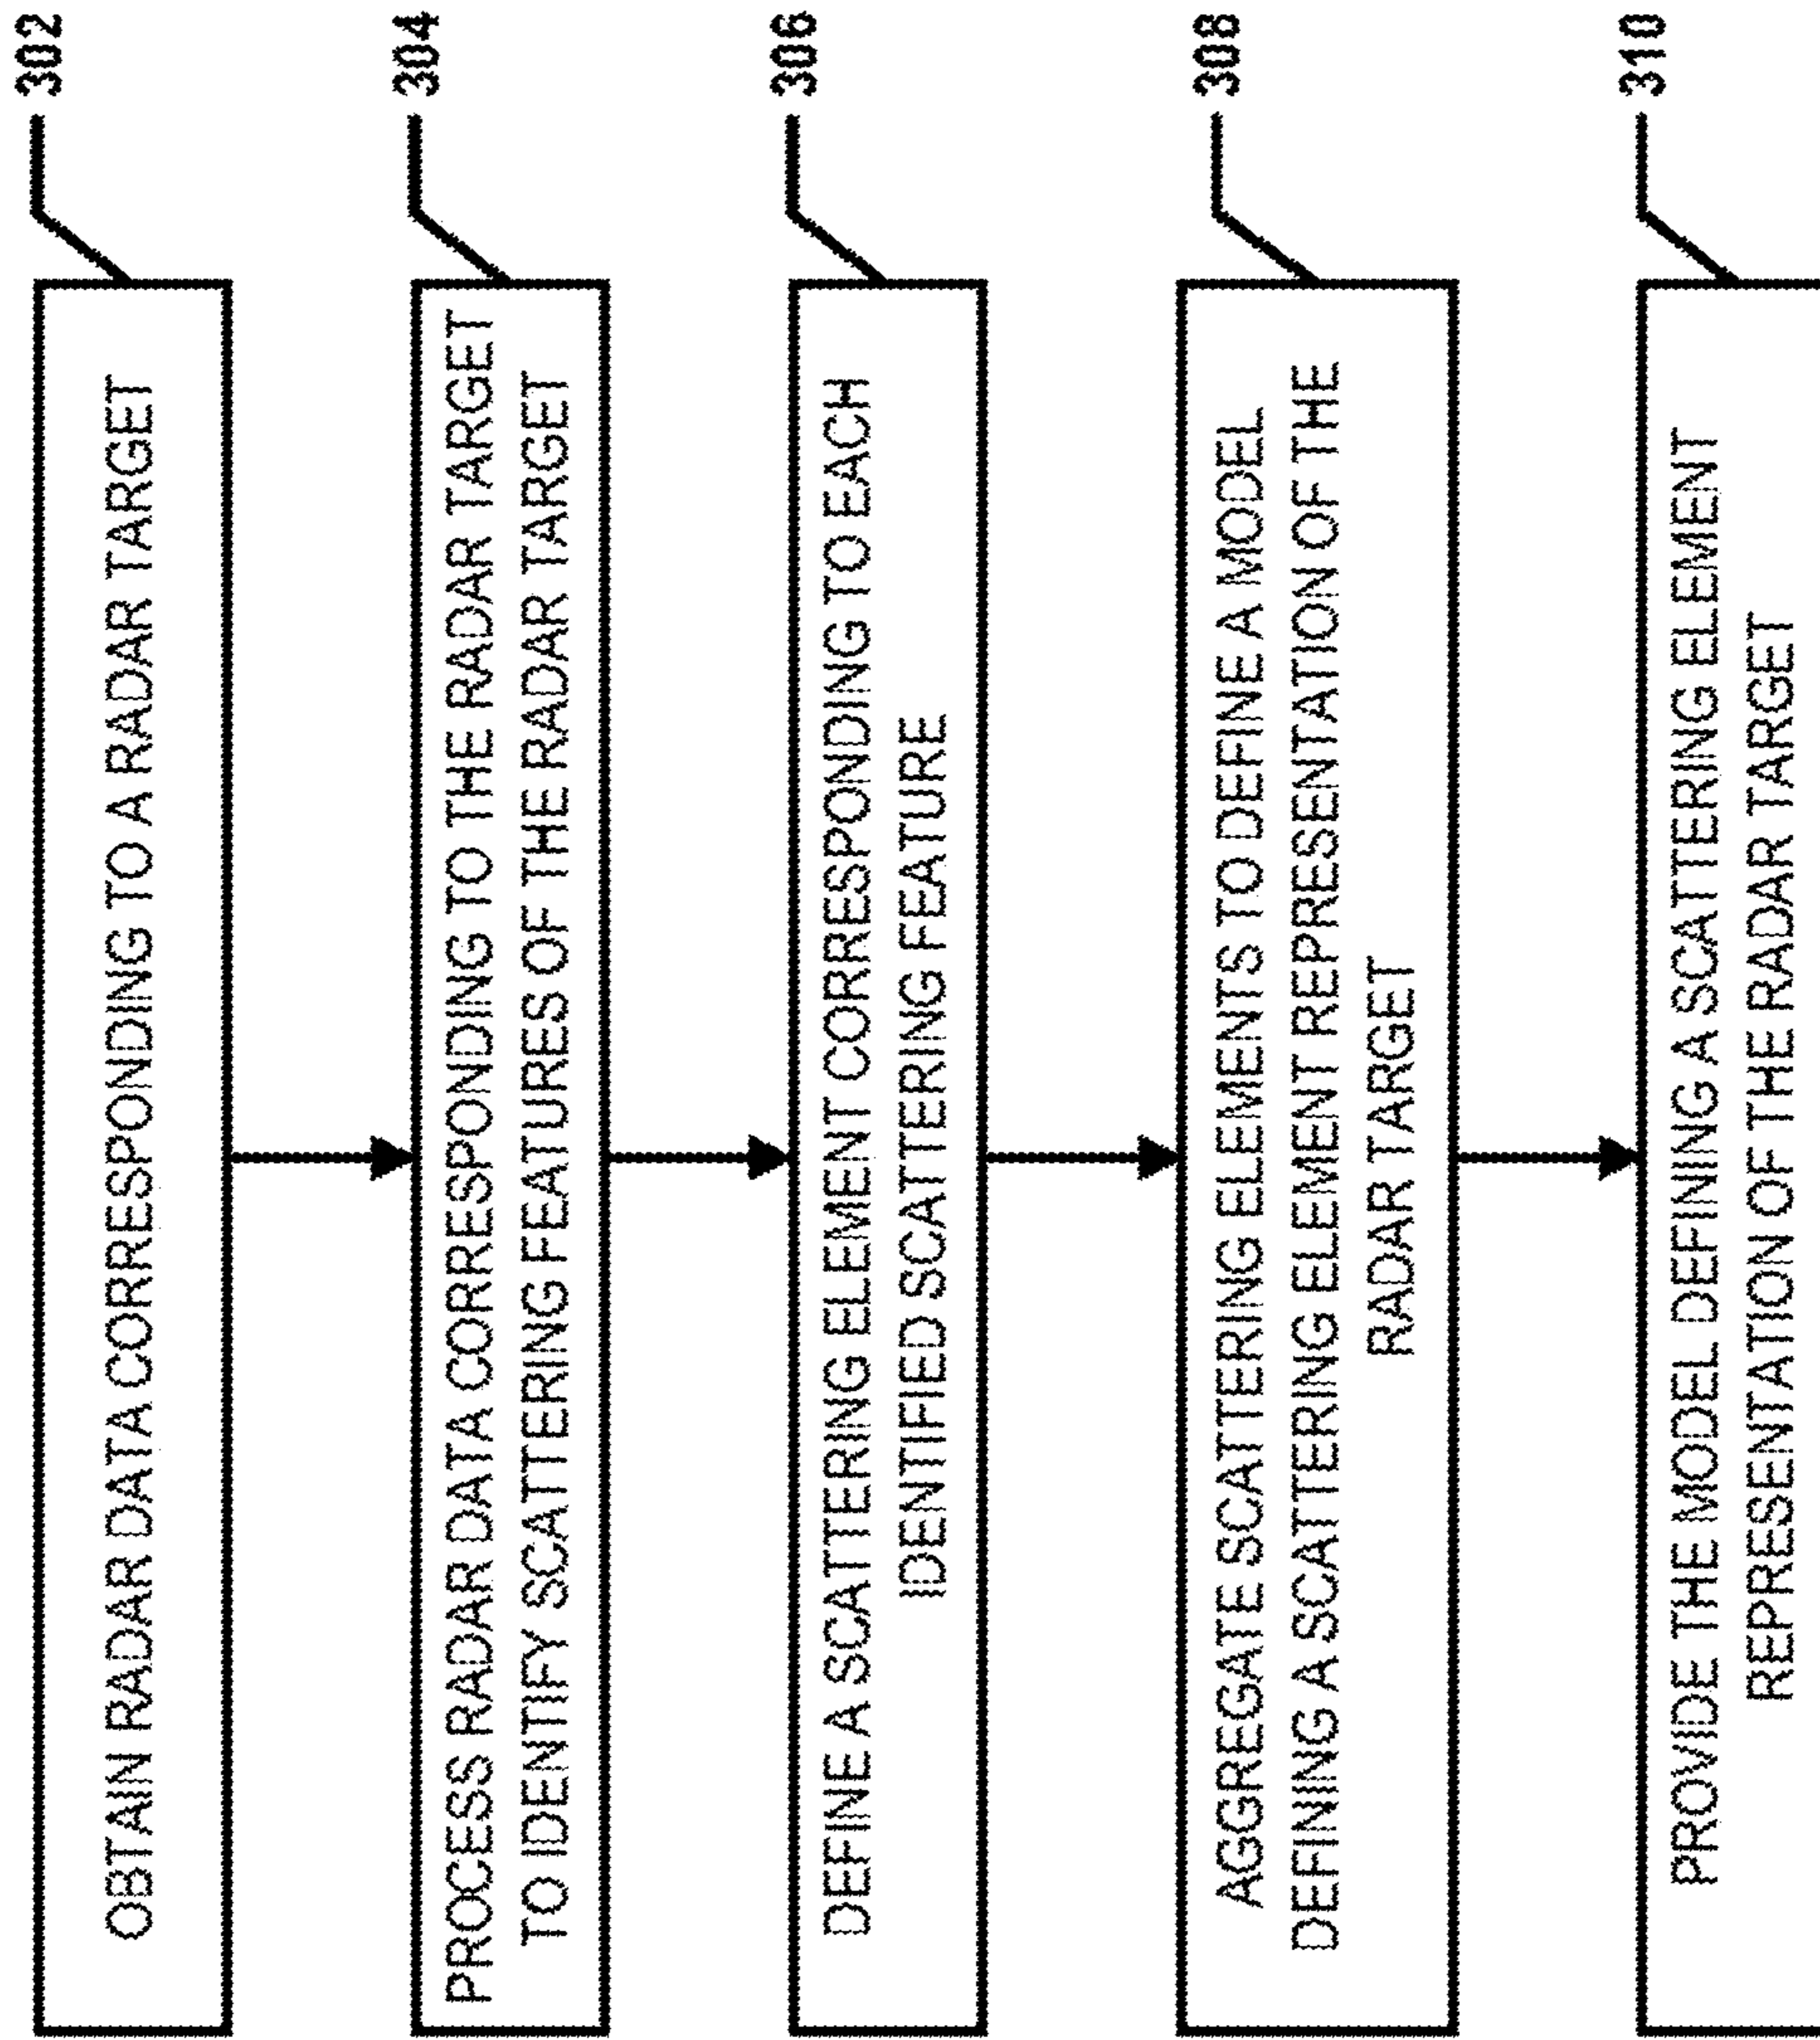 302
OBTAIN RADAR DATA CORRESPONDING TO A RADAR TARGET
304
PROCESS RADAR DATA CORRESPONDING TO THE RADAR TARGET
TO IDENTIFY SCATTERING FEATURES OF THE RADAR TARGET
306
DEFINE A SCATTERING ELEMENT CORRESPONDING TO EACH
IDENTIFIED SCATTERING FEATURE
308
AGGREGATE SCATTERING ELEMENTS TO DEFINE A MODEL
DEFINING A SCATTERING ELEMENT REPRESENTATION OF THE
RADAR TARGET
310
PROVIDE THE MODEL DEFINING A SCATTERING ELEMENT
REPRESENTATION OF THE RADAR TARGET